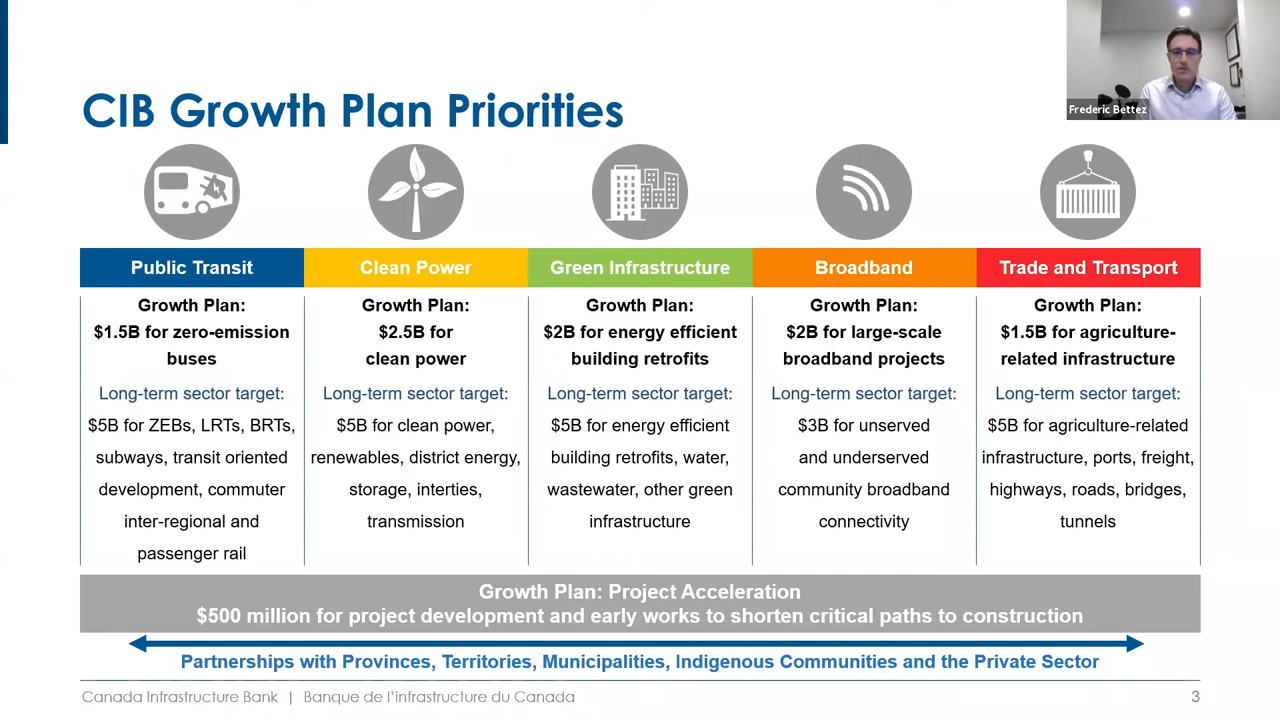 CIB Growth Plan Priorities
Frederic Bettez
Public Transit
Growth Plan:
$1.5B for zero-emission
buses
Long-term sector target:
$5B for ZEBs, LRTs, BRTs,
subways, transit oriented
development, commuter
inter-regional and
passenger rail
Clean Power
Growth Plan:
$2.5B for
clean power
Long-term sector target:
$5B for clean power,
renewables, district energy,
storage, interties,
transmission
Green Infrastructure
Growth Plan:
$2B for energy efficient
building retrofits
Long-term sector target:
$5B for energy efficient
building retrofits, water,
wastewater, other green
infrastructure
Broadband
Growth Plan:
$2B for large-scale
broadband projects
Long-term sector target:
$3B for unserved
and underserved
community broadband
connectivity
Trade and Transport
Growth Plan:
$1.5B for agriculture-
related infrastructure
Long-term sector target:
$5B for agriculture-related
infrastructure, ports, freight,
highways, roads, bridges,
tunnels
Growth Plan: Project Acceleration
$500 million for project development and early works to shorten critical paths to construction
Partnerships with Provinces, Territories, Municipalities, Indigenous Communities and the Private Sector
Canada Infrastructure Bank | Banque de l'infrastructure du Canada
3